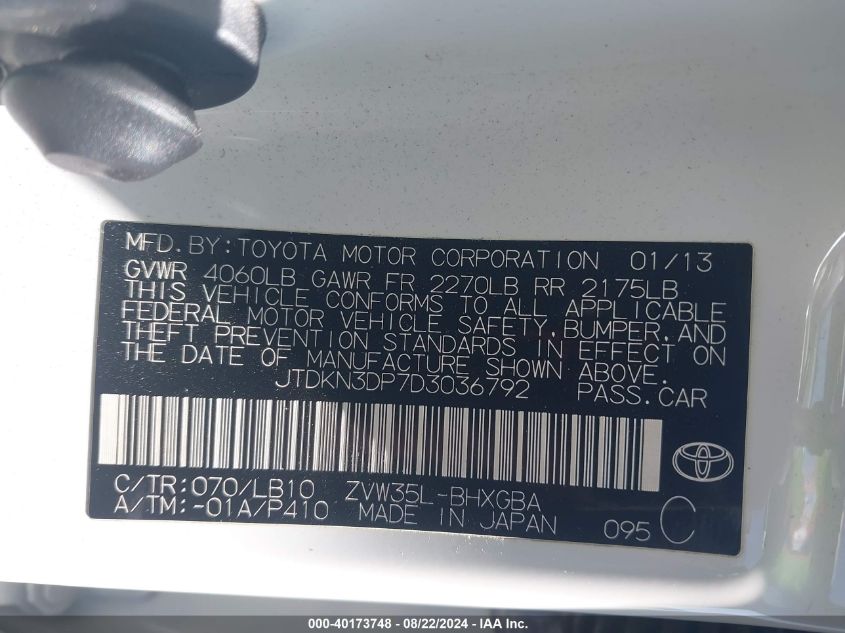 MFD.BY:TOYOTA MOTOR CORPORATION 01/13
GVWR 4060LB GAWR FR 2270LB RR 2175LB
THIS VEHICLE CONFORMS TO ALL APPLICABLE
FEDERAL MOTOR VEHICLE SAFETY,BUMPER,AND
THEFT PREVENTION STANDARDS IN EFFECT ON
THE DATE OF MANUFACTURE SHOWN ABOVE.
JTDKN3DP7D3036792 PASS.CAR
C/TR:070/LB10 ZVW35L-BHXGBA
A/TM:-01A/P410 MADE IN JAPAN 095 C
000-40173748 - 08/22/2024 - IAA Inc.